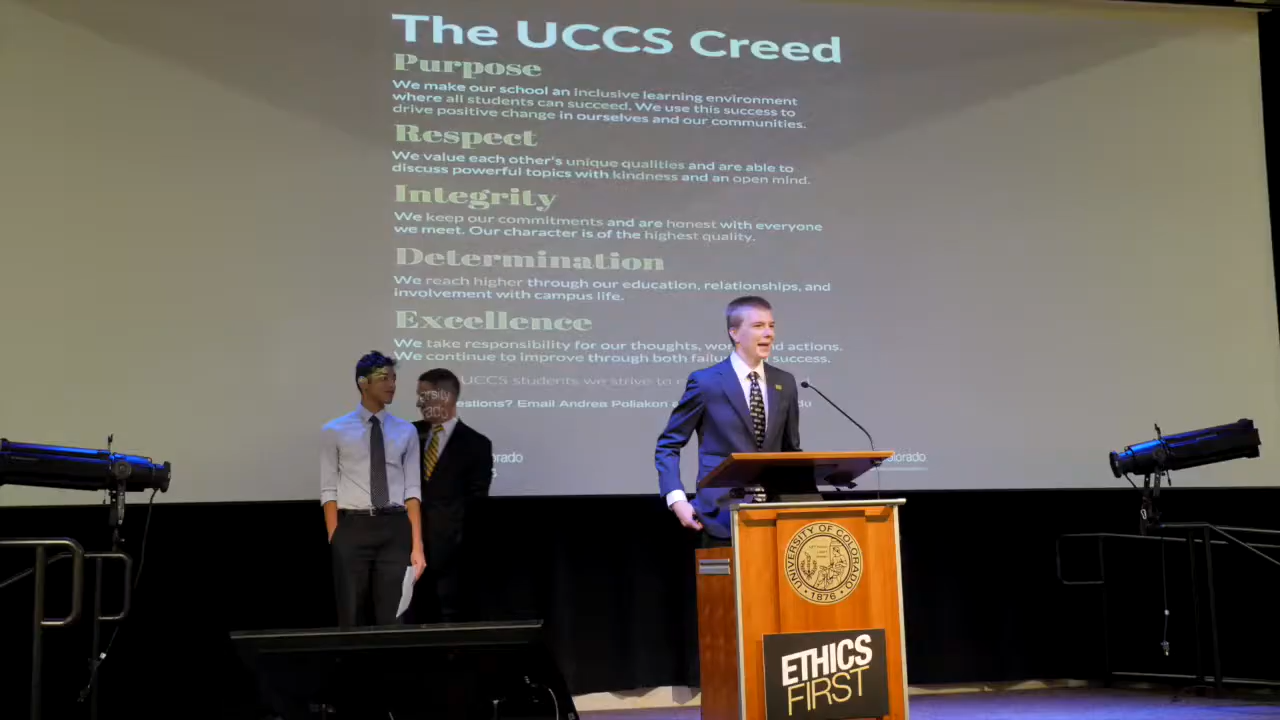 The UCCS Creed
Purpose
We make our school an inclusive learning environment
where all students can succeed. We use this success to
drive positive change in ourselves and our communities.
Respect
We value each other's unique qualities and are able to
discuss powerful topics with kindness and an open mind.
Integrity
We keep our commitments and are honest with everyone
we meet. Our character is of the highest quality.
Determination
We reach higher through our education, relationships, and
involvement with campus life.
Excellence
We take responsibility for our thoughts, and actions.
We continue to improve through both success.
UCCS students we strive to
Email Andrea Poliakon
UNIVERSITY OF COLORADO
1876
ETHICS
FIRST